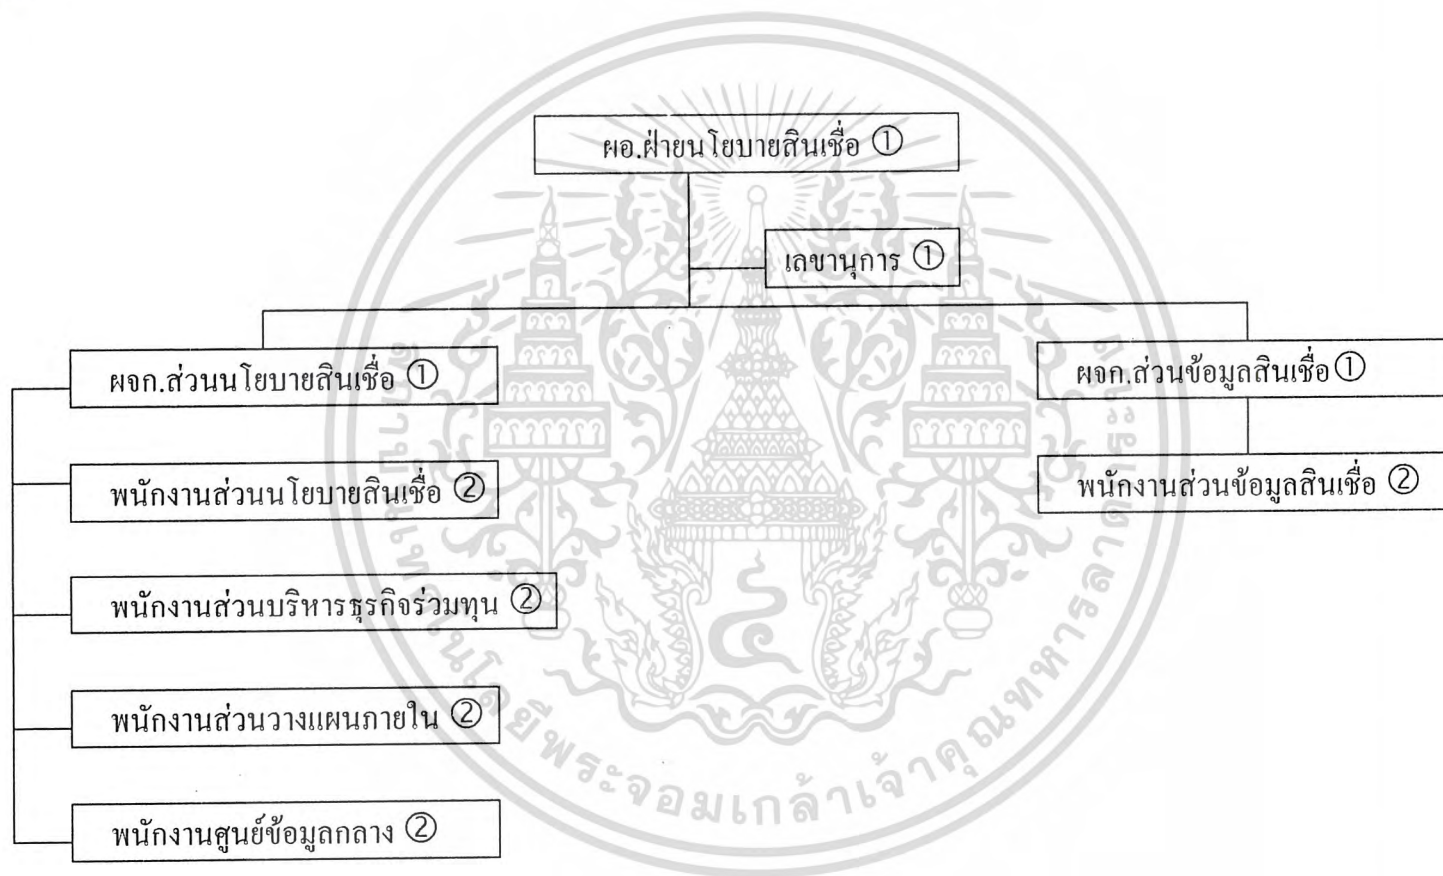 ผอ.ฝ่ายนโยบายสินเชื่อ ①
เลขานุการ ①
ผจก.ส่วนนโยบายสินเชื่อ ①
ผจก.ส่วนข้อมูลสินเชื่อ ①
พนักงานส่วนนโยบายสินเชื่อ ②
พนักงานส่วนข้อมูลสินเชื่อ ②
พนักงานส่วนบริหารธุรกิจร่วมทุน ②
พนักงานส่วนวางแผนภายใน ②
พนักงานศูนย์ข้อมูลกลาง ②